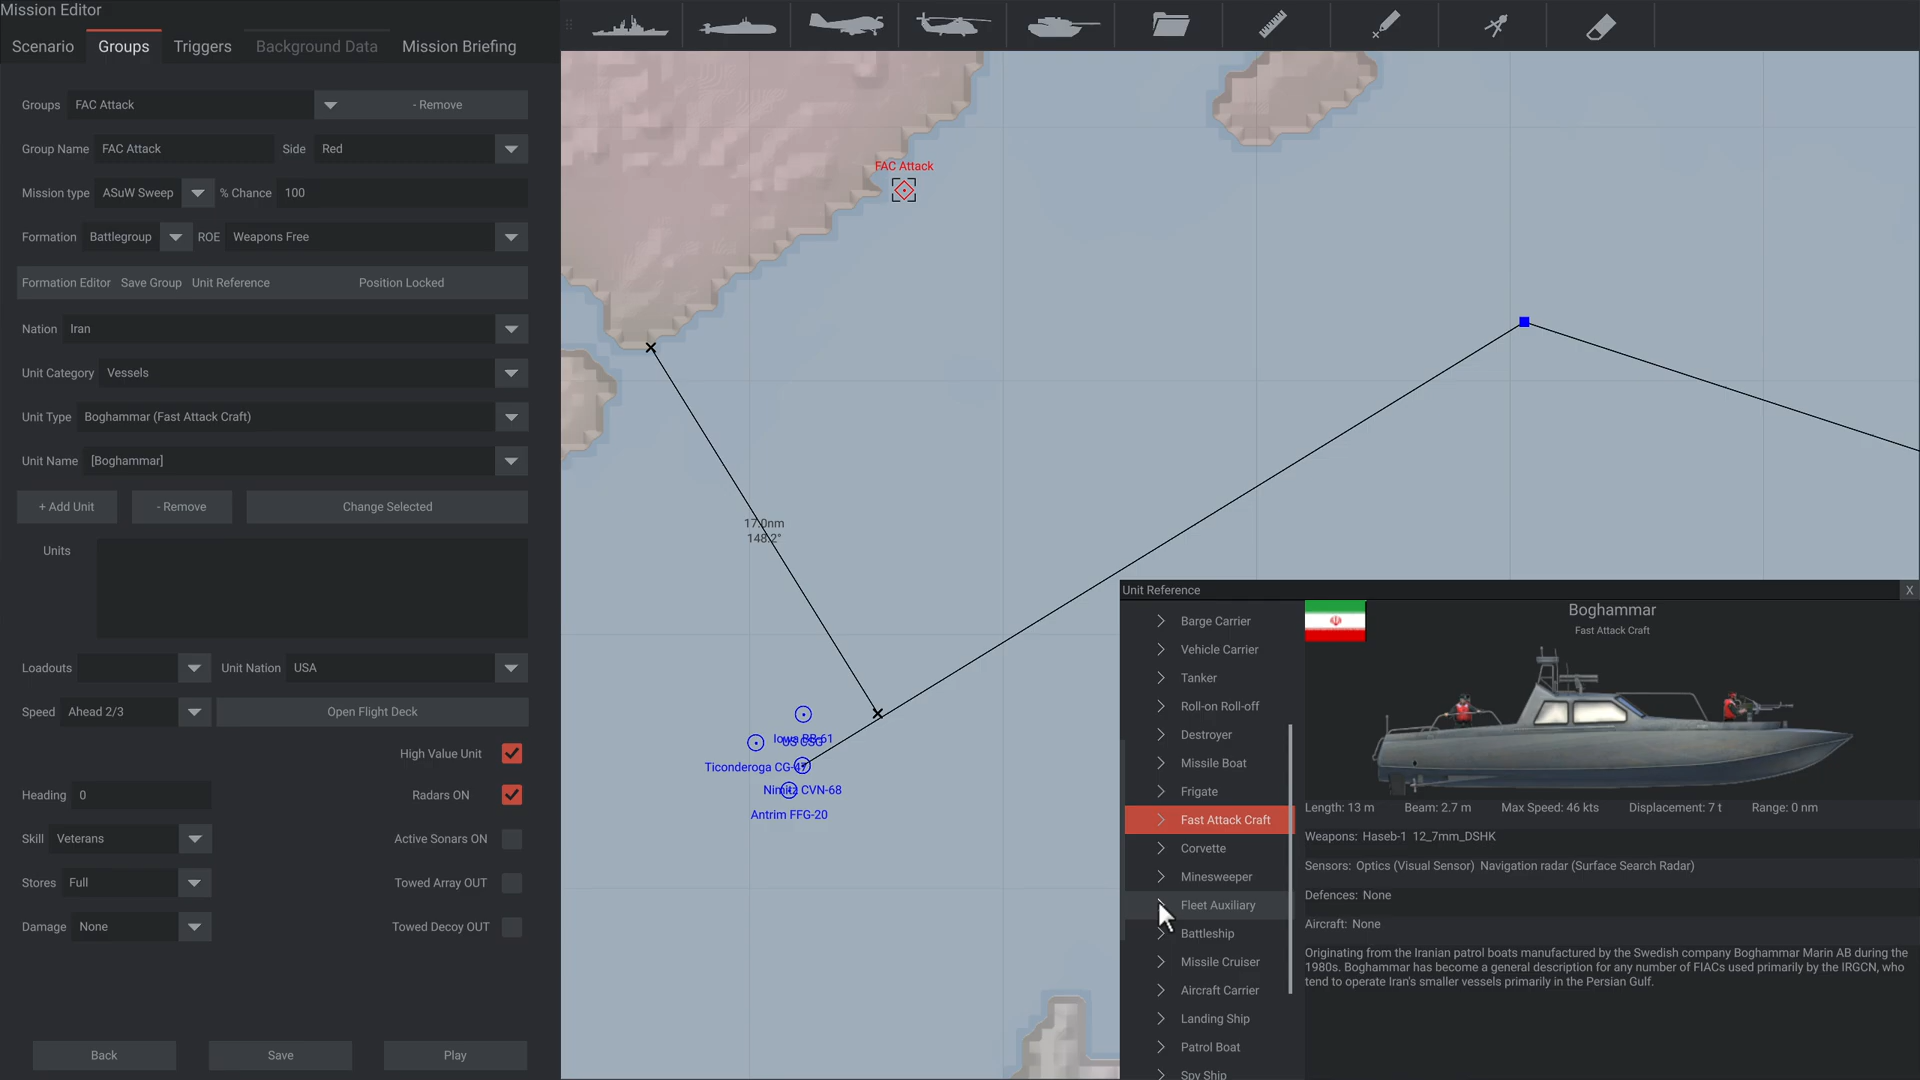 Mission Editor
Scenario
Groups
Triggers
Background Data
Mission Briefing
Groups
FAC Attack
- Remove
Group Name
FAC Attack
Side
Red
Mission type
ASuW Sweep
% Chance
100
Formation
Battlegroup
ROE
Weapons Free
Formation Editor
Save Group
Unit Reference
Position Locked
Nation
Iran
Unit Category
Vessels
Unit Type
Boghammar (Fast Attack Craft)
Unit Name
[Boghammar]
+ Add Unit
- Remove
Change Selected
Units
Loadouts
Unit Nation
USA
Speed
Ahead 2/3
Open Flight Deck
High Value Unit
Heading
0
Radars ON
Skill
Veterans
Active Sonars ON
Stores
Full
Towed Array OUT
Damage
None
Towed Decoy OUT
Back
Save
Play
FAC Attack
17.0nm
148.2°
Iowa BB-61
US CSG
Ticonderoga CG-47
Nimitz CVN-68
Antrim FFG-20
Unit Reference
X
Barge Carrier
Vehicle Carrier
Tanker
Roll-on Roll-off
Destroyer
Missile Boat
Frigate
Fast Attack Craft
Corvette
Minesweeper
Fleet Auxiliary
Battleship
Missile Cruiser
Aircraft Carrier
Landing Ship
Patrol Boat
Spy Ship
Boghammar
Fast Attack Craft
Length: 13 m
Beam: 2.7 m
Max Speed: 46 kts
Displacement: 7 t
Range: 0 nm
Weapons: Haseb-1 12_7mm_DSHK
Sensors: Optics (Visual Sensor) Navigation radar (Surface Search Radar)
Defences: None
Aircraft: None
Originating from the Iranian patrol boats manufactured by the Swedish company Boghammar Marin AB during the
1980s. Boghammar has become a general description for any number of FIACs used primarily by the IRGCN, who
tend to operate Iran's smaller vessels primarily in the Persian Gulf.